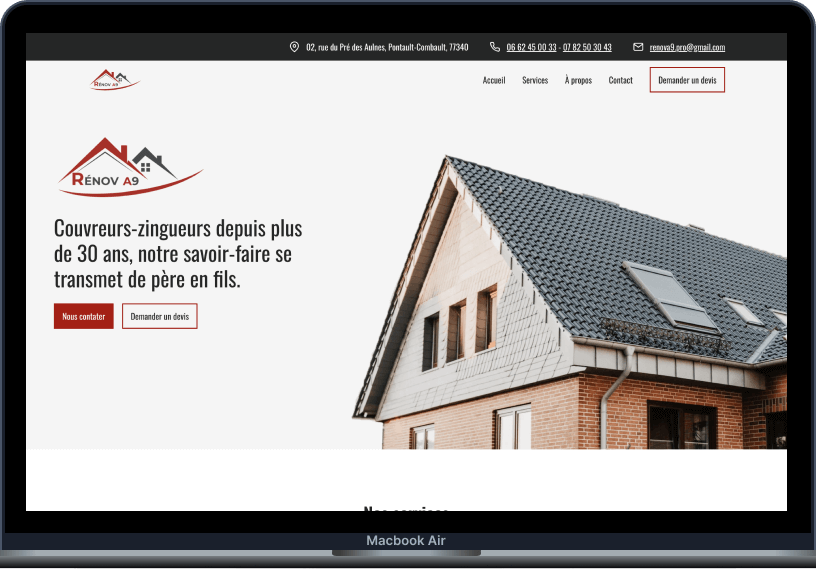 02, rue du Pré des Aulnes, Pontault-Combault, 77340 06 62 45 00 33 - 07 82 50 30 43 renova9.pro@gmail.com
RÉNOV A9 Accueil Services À propos Contact Demander un devis
RÉNOV A9
Couvreurs-zingueurs depuis plus
de 30 ans, notre savoir-faire se
transmet de père en fils.
Nous contater Demander un devis
Nos services
Macbook Air